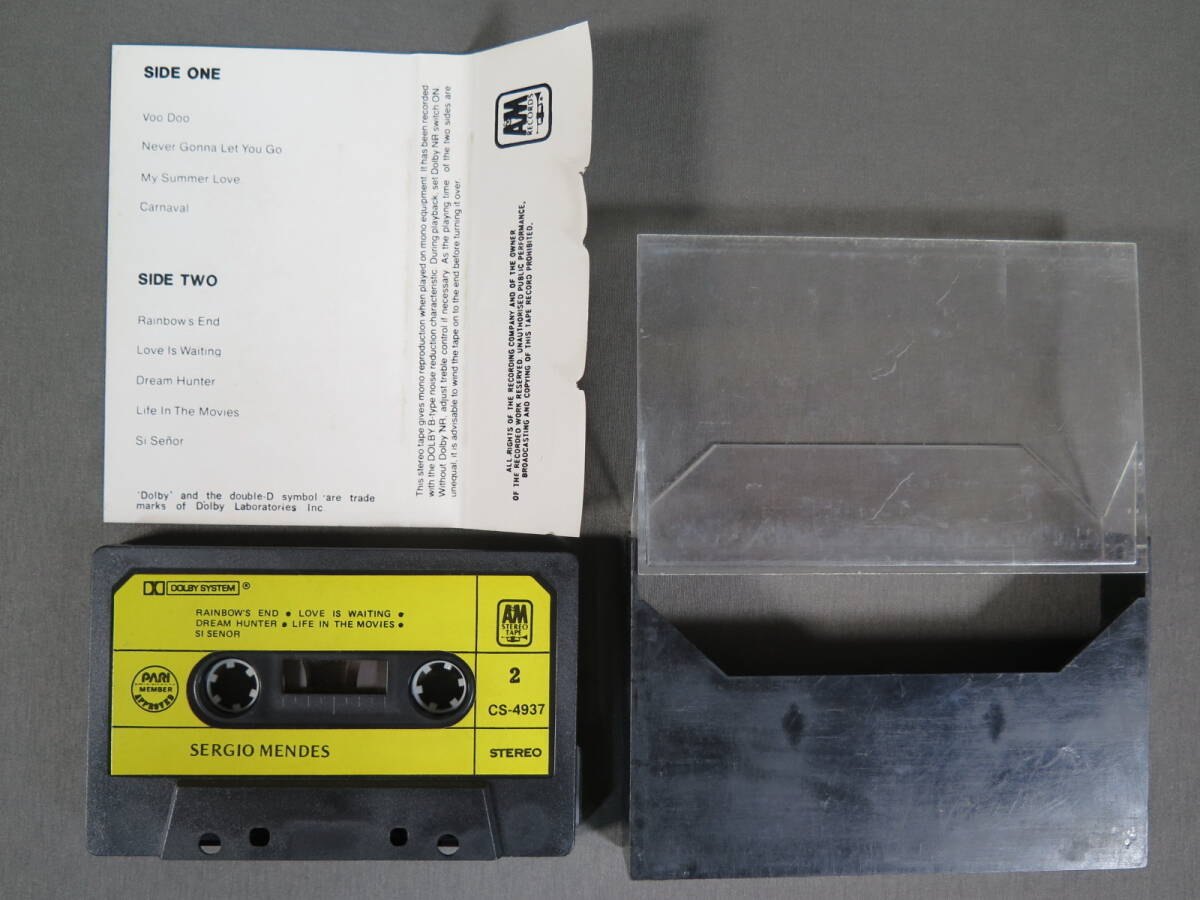 SIDE ONE
Voo Doo
Never Gonna Let You Go
My Summer Love
Carnaval
SIDE TWO
Rainbow's End
Love Is Waiting
Dream Hunter
Life In The Movies
Si Señor
'Dolby' and the double-D symbol are trade
marks of Dolby Laboratories Inc.
This stereo tape gives mono reproduction when played on mono equipment. It has been recorded
with the DOLBY B-type noise reduction characteristic. During playback, set Dolby NR switch ON
Without Dolby NR, adjust treble control if necessary. As the playing time of the two sides are
unequal, it is advisable to wind the tape on to the end before turning it over.
A&M
RECORDS
ALL RIGHTS OF THE RECORDING COMPANY AND OF THE OWNER
OF THE RECORDED WORK RESERVED. UNAUTHORISED PUBLIC PERFORMANCE,
BROADCASTING AND COPYING OF THIS TAPE RECORD PROHIBITED.
DOLBY SYSTEM ®
RAINBOW'S END ● LOVE IS WAITING ●
DREAM HUNTER ● LIFE IN THE MOVIES ●
SI SENOR
A&M
STEREO
TAPE
PARI
MEMBER
APPROVED
2
CS-4937
SERGIO MENDES
STEREO